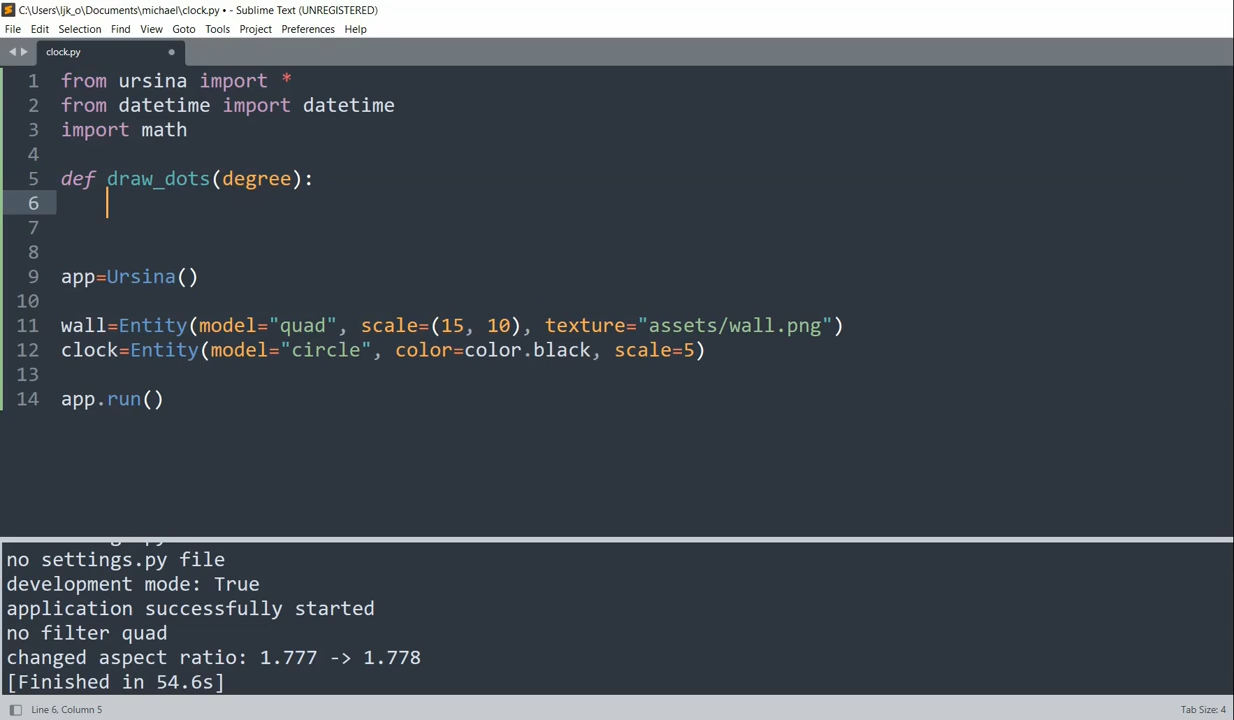 C:\Users\ljk_o\Documents\michael\clock.py • - Sublime Text (UNREGISTERED)
File Edit Selection Find View Goto Tools Project Preferences Help
clock.py
1 from ursina import *
2 from datetime import datetime
3 import math
4
5 def draw_dots(degree):
6
7
8
9 app=Ursina()
10
11 wall=Entity(model="quad", scale=(15, 10), texture="assets/wall.png")
12 clock=Entity(model="circle", color=color.black, scale=5)
13
14 app.run()
no settings.py file
development mode: True
application successfully started
no filter quad
changed aspect ratio: 1.777 -> 1.778
[Finished in 54.6s]
Line 6, Column 5 Tab Size: 4